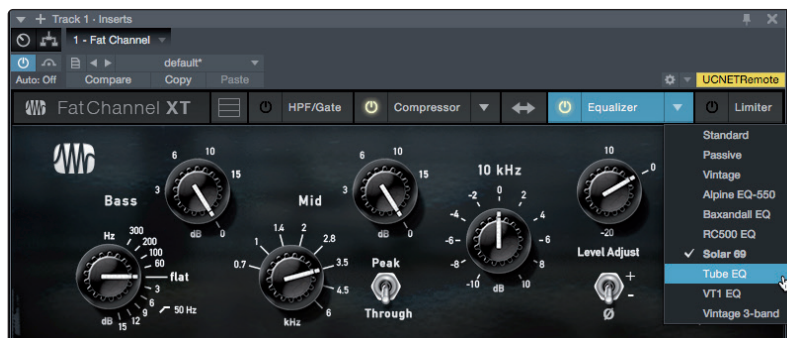 Track 1 - Inserts
1 - Fat Channel
default*
Auto: Off Compare Copy Paste
UCNETRemote
FatChannel XT HPF/Gate Compressor Equalizer Limiter
Standard
Passive
Vintage
Alpine EQ-550
Baxandall EQ
RC500 EQ
Solar 69
Tube EQ
VT1 EQ
Vintage 3-band
Bass
3 6 10 15
dB 0
Hz 300
200
100
60
flat
3
6
9
12
15
dB
50 Hz
Mid
3 6 10 15
dB 0
0.7 1 1.4 2 2.8 3.5 4.5 6
kHz
Peak
Through
10 kHz
-10 -8 -6 -4 -2 0 2 4 6 8 10
dB
10
0
-20
Level Adjust
+
-
Ø